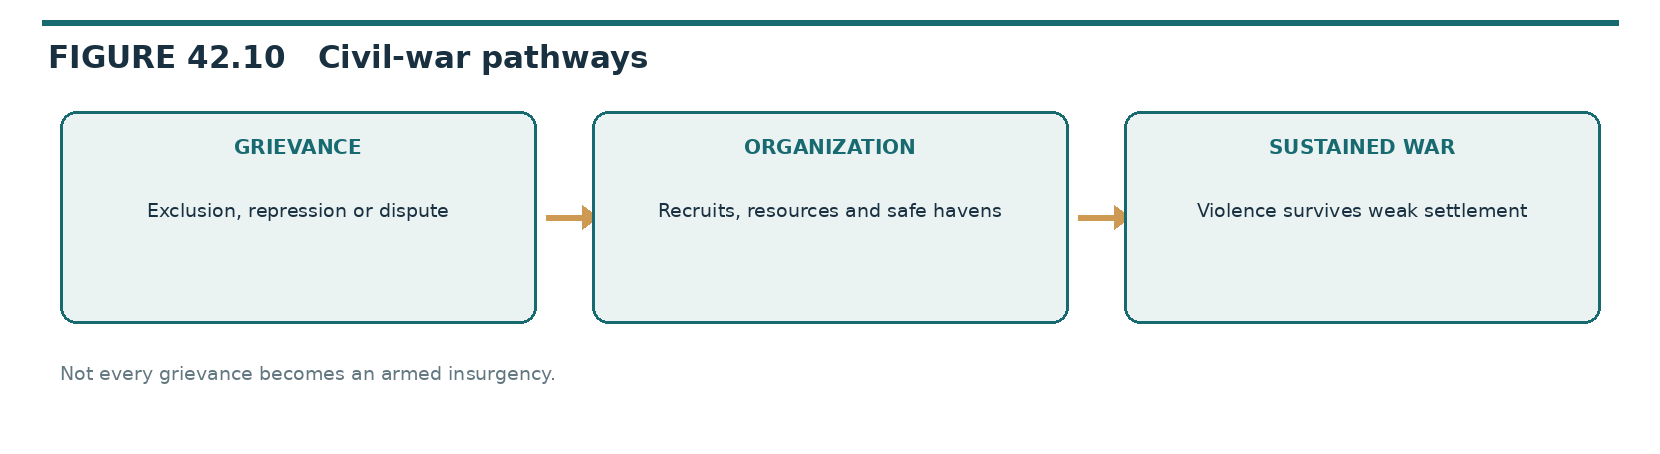 FIGURE 42.10 Civil-war pathways
GRIEVANCE
Exclusion, repression or dispute
ORGANIZATION
Recruits, resources and safe havens
SUSTAINED WAR
Violence survives weak settlement
Not every grievance becomes an armed insurgency.